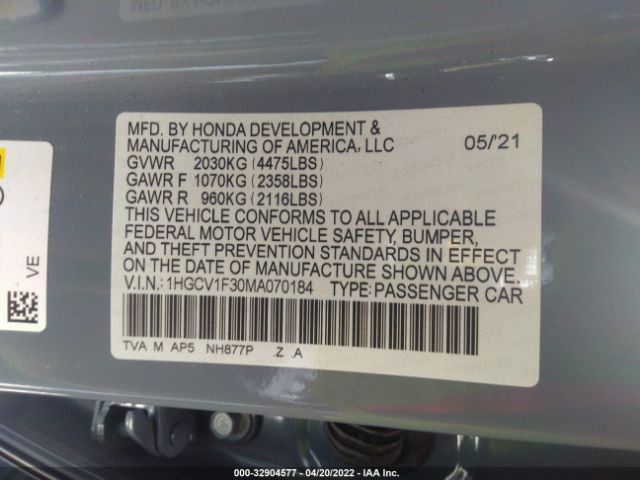 MFD. BY HONDA DEVELOPMENT &
MANUFACTURING OF AMERICA, LLC 05/'21
GVWR 2030KG (4475LBS)
GAWR F 1070KG (2358LBS)
GAWR R 960KG (2116LBS)
THIS VEHICLE CONFORMS TO ALL APPLICABLE
FEDERAL MOTOR VEHICLE SAFETY, BUMPER,
AND THEFT PREVENTION STANDARDS IN EFFECT
ON THE DATE OF MANUFACTURE SHOWN ABOVE.
V.I.N.: 1HGCV1F30MA070184 TYPE: PASSENGER CAR
TVA M AP5 NH877P .Z .A
VE
000-32904577 - 04/20/2022 - IAA Inc.